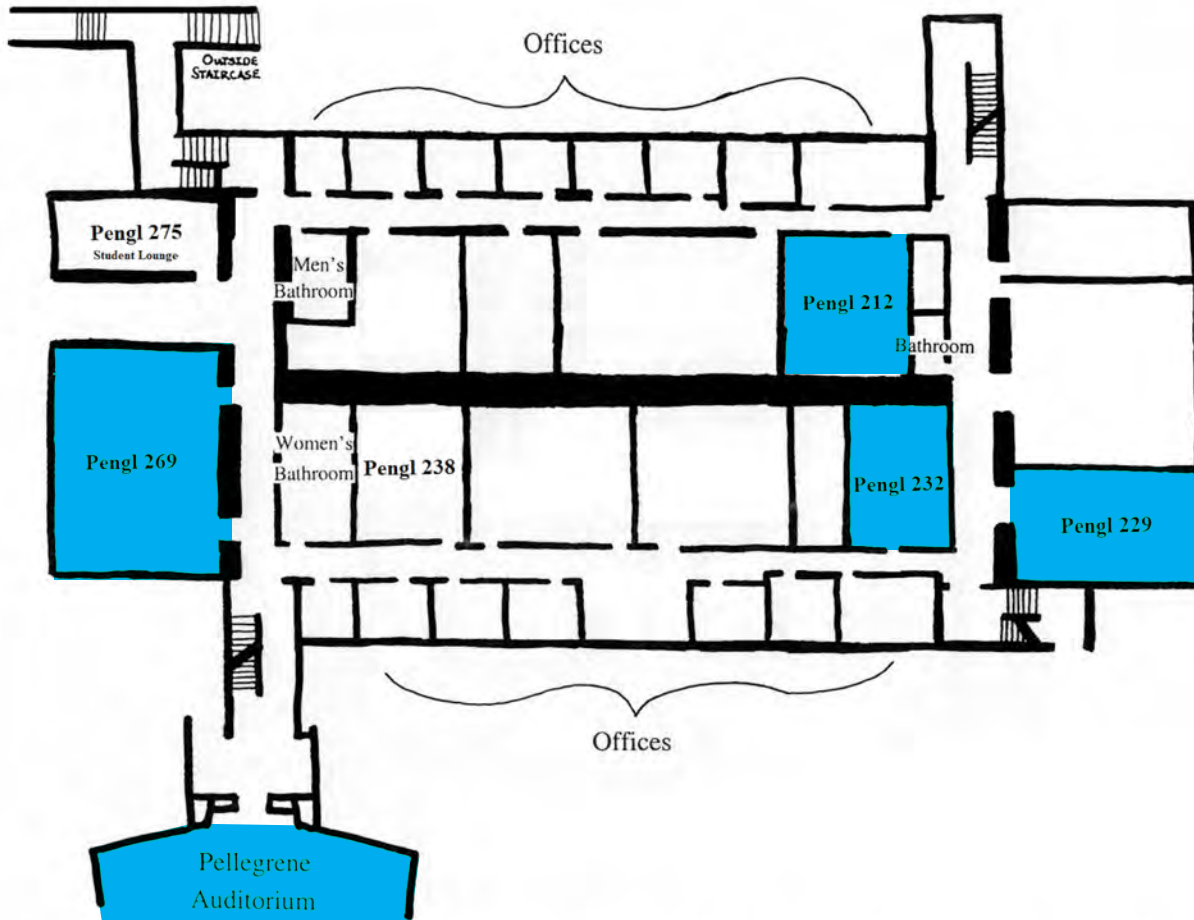 OUTSIDE
STAIRCASE
Offices
Pengl 275
Student Lounge
Men's
Bathroom
Pengl 212
Bathroom
Pengl 269
Women's
Bathroom
Pengl 238
Pengl 232
Pengl 229
Offices
Pellegrene
Auditorium